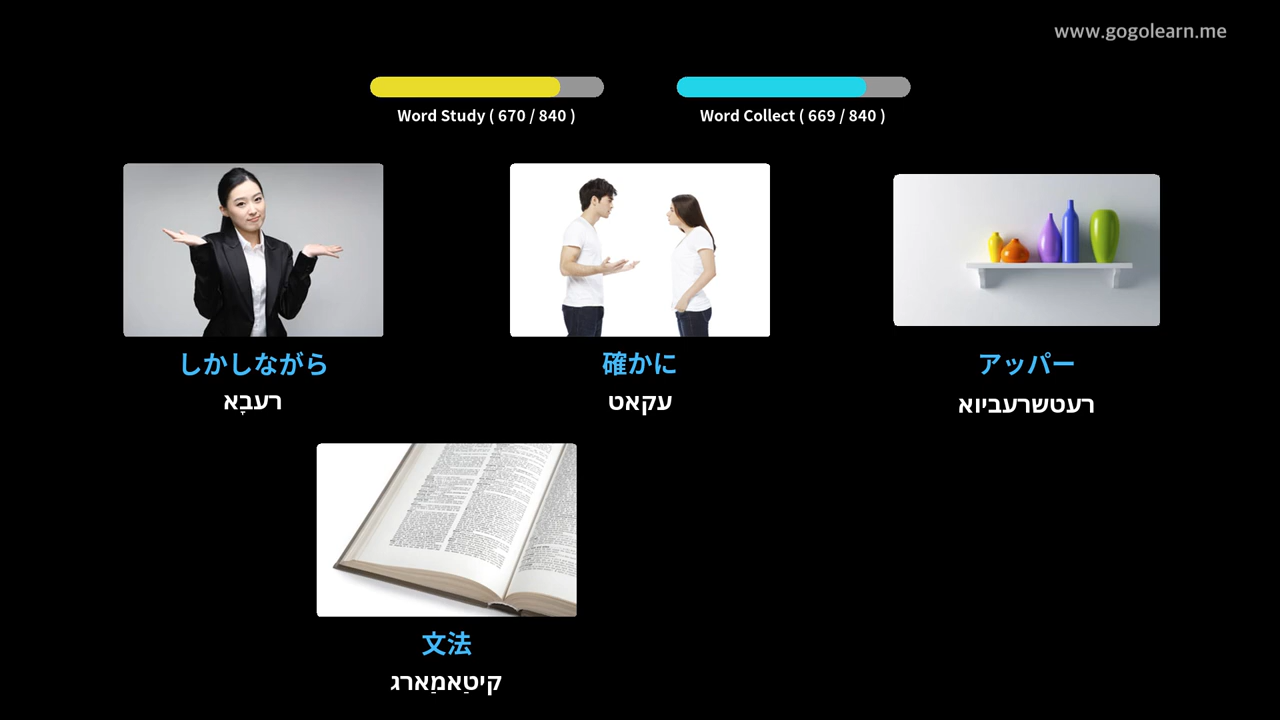 www.gogolearn.me
Word Study ( 670 / 840 )
Word Collect ( 669 / 840 )
しかしながら
確かに
アッパー
רעבָא
עקאט
רעטשרעביוא
文法
קיטַאמַארג